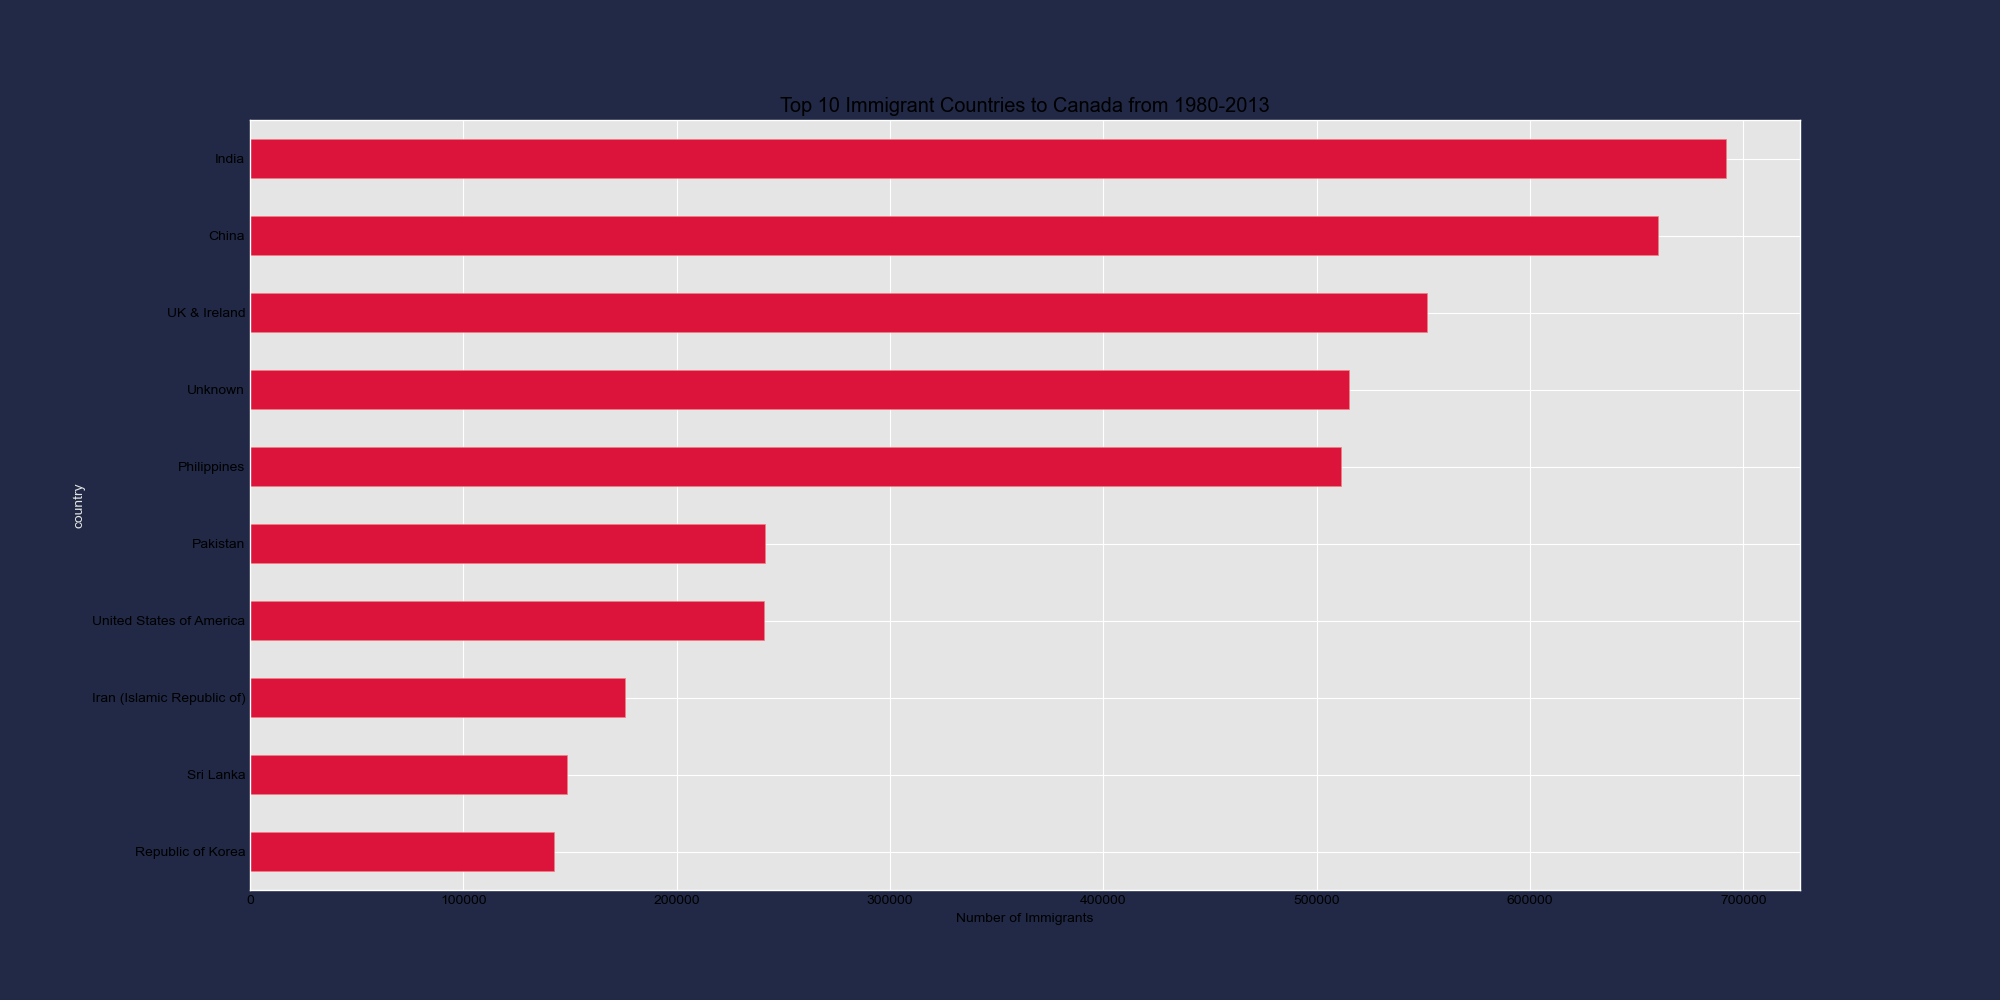 Top 10 Immigrant Countries to Canada from 1980-2013
India
China
UK & Ireland
Unknown
Philippines
country
Pakistan
United States of America
Iran (Islamic Republic of)
Sri Lanka
Republic of Korea
0 100000 200000 300000 400000 500000 600000 700000
Number of Immigrants